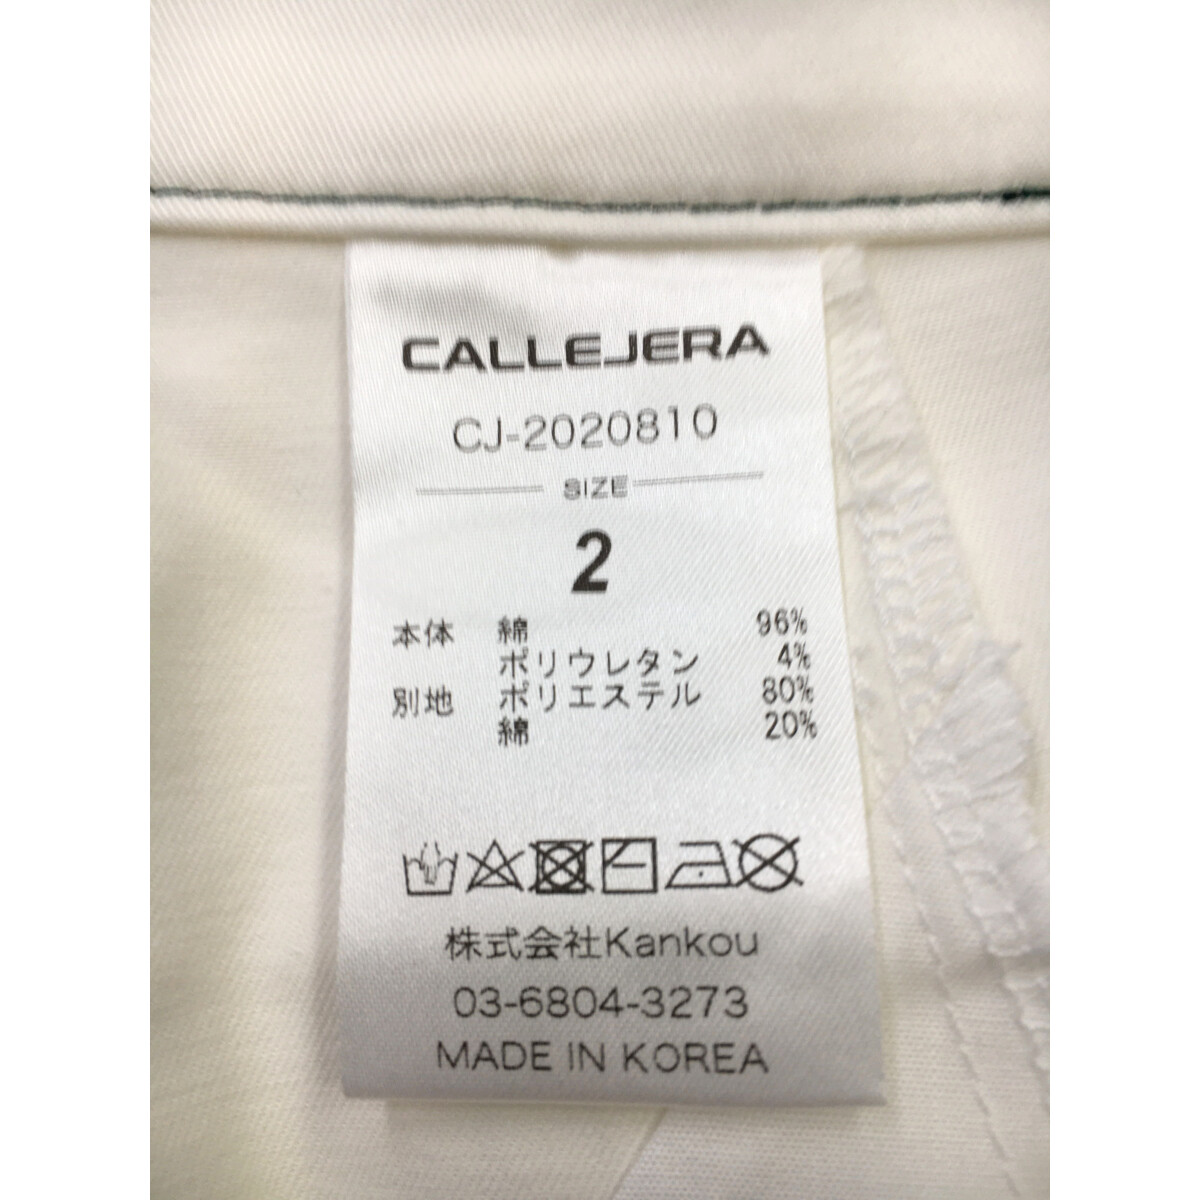 CALLEJERA
CJ-2020810
SIZE
2
本体 綿 96%
ポリウレタン 4%
別地 ポリエステル 80%
綿 20%
株式会社Kankou
03-6804-3273
MADE IN KOREA